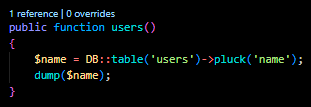 1 reference | 0 overrides
public function users()
{
    $name = DB::table('users')->pluck('name');
    dump($name);
}